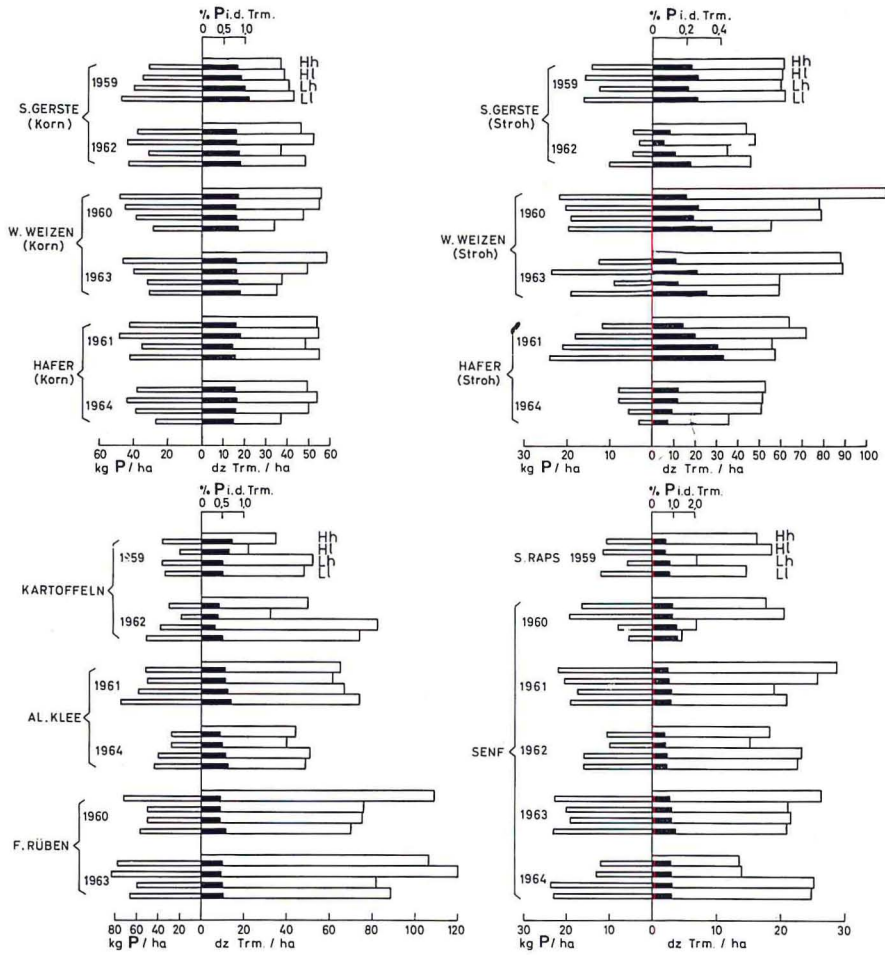 % P i.d. Trm.
0 0,5 1,0
Hh
Hl
Lh
Ll
S.GERSTE
(Korn)
1959
1962
W. WEIZEN
(Korn)
1960
1963
HAFER
(Korn)
1961
1964
60 40 20 0 10 20 30 40 50 60
kg P/ha dz Trm. / ha
% P i.d. Trm.
0 0,2 0,4
Hh
Hl
Lh
Ll
S.GERSTE
(Stroh)
1959
1962
W. WEIZEN
(Stroh)
1960
1963
HAFER
(Stroh)
1961
1964
30 20 10 0 10 20 30 40 50 60 70 80 90 100
kg P / ha dz Trm. / ha
% P i.d. Trm.
0 0,5 1,0
Hh
Hl
Lh
Ll
KARTOFFELN
1959
1962
AL.KLEE
1961
1964
F. RÜBEN
1960
1963
80 60 40 20 0 20 40 60 80 100 120
kg P / ha dz Trm. / ha
% P i.d. Trm.
0 1,0 2,0
Hh
Hl
Lh
Ll
S. RAPS 1959
SENF
1960
1961
1962
1963
1964
30 20 10 0 10 20 30
kg P / ha dz Trm. / ha